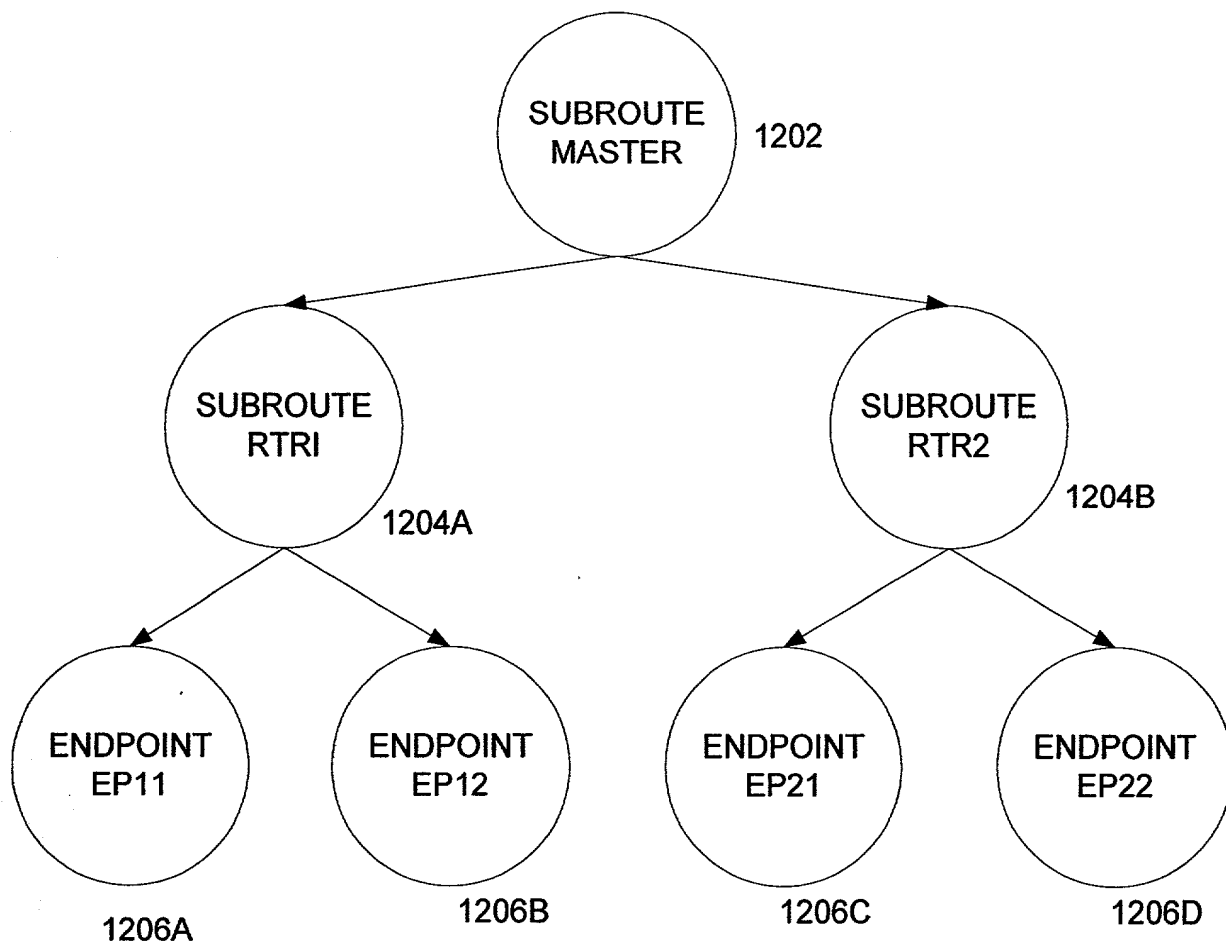 SUBROUTE
MASTER
1202
SUBROUTE
RTRI
1204A
SUBROUTE
RTR2
1204B
ENDPOINT
EP11
1206A
ENDPOINT
EP12
1206B
ENDPOINT
EP21
1206C
ENDPOINT
EP22
1206D